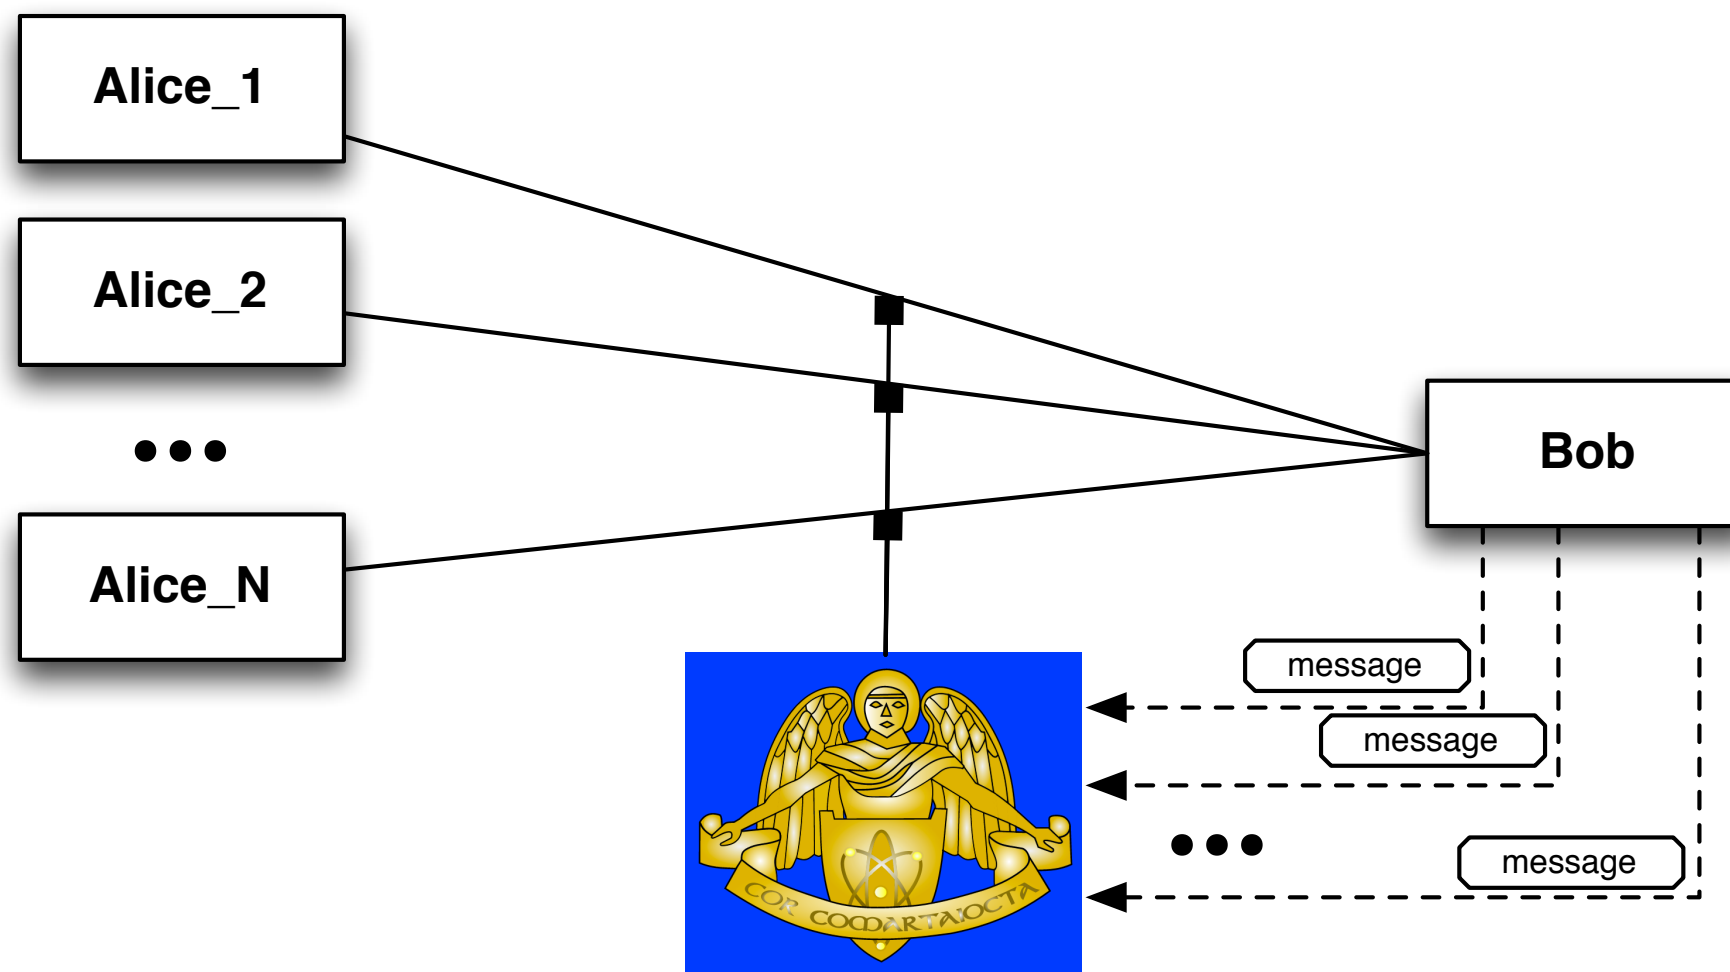 Alice_1
Alice_2
Alice_N
Bob
message
message
message
COR COMARTAIOCTA